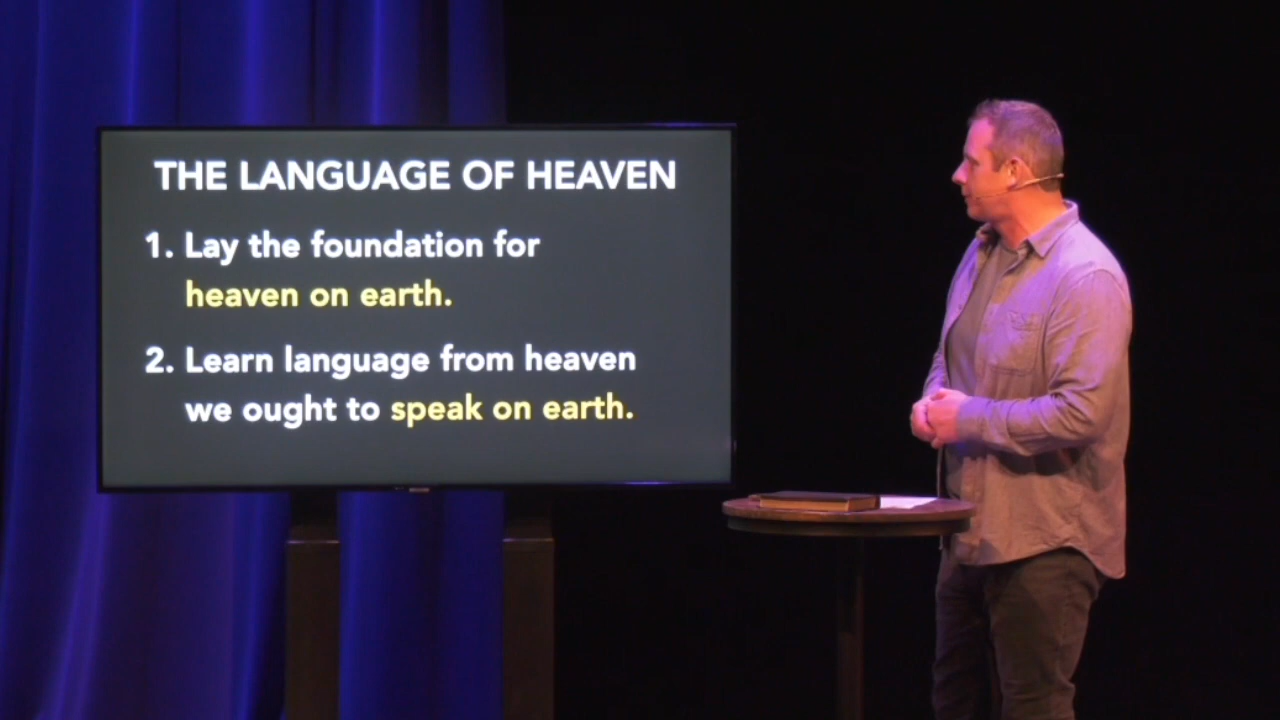 THE LANGUAGE OF HEAVEN
1. Lay the foundation for
heaven on earth.
2. Learn language from heaven
we ought to speak on earth.